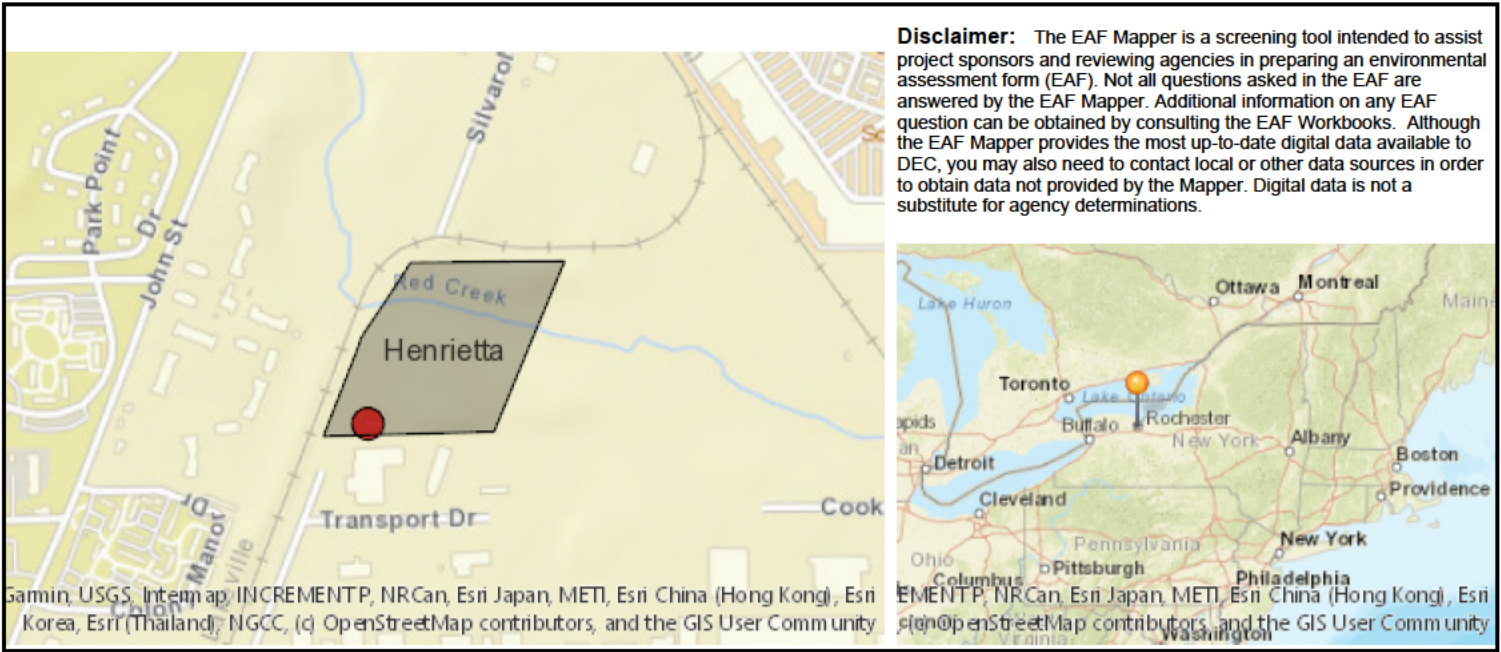 Disclaimer: The EAF Mapper is a screening tool intended to assist
project sponsors and reviewing agencies in preparing an environmental
assessment form (EAF). Not all questions asked in the EAF are
answered by the EAF Mapper. Additional information on any EAF
question can be obtained by consulting the EAF Workbooks. Although
the EAF Mapper provides the most up-to-date digital data available to
DEC, you may also need to contact local or other data sources in order
to obtain data not provided by the Mapper. Digital data is not a
substitute for agency determinations.
Park Point
Dr
John St
Silvarol
Red Creek
Henrietta
Transport Dr
Cook
Dr
Manor
Colony
ville
Garmin, USGS, Intermap, INCREMENT P, NRCan, Esri Japan, METI, Esri China (Hong Kong), Esri
Korea, Esri (Thailand), NGCC, (c) OpenStreetMap contributors, and the GIS User Community
Ottawa
Montreal
Maine
Lake Huron
Toronto
Lake Ontario
Rochester
apids
Buffalo
New York
Albany
an
Detroit
Boston
Providence
Cleveland
New York
Pennsylvania
Ohio
Pittsburgh
Columbus
Philadelphia
EMENT P, NRCan, Esri Japan, METI, Esri China (Hong Kong), Esri
, (c) OpenStreetMap contributors, and the GIS User Community
Virginia
Washington